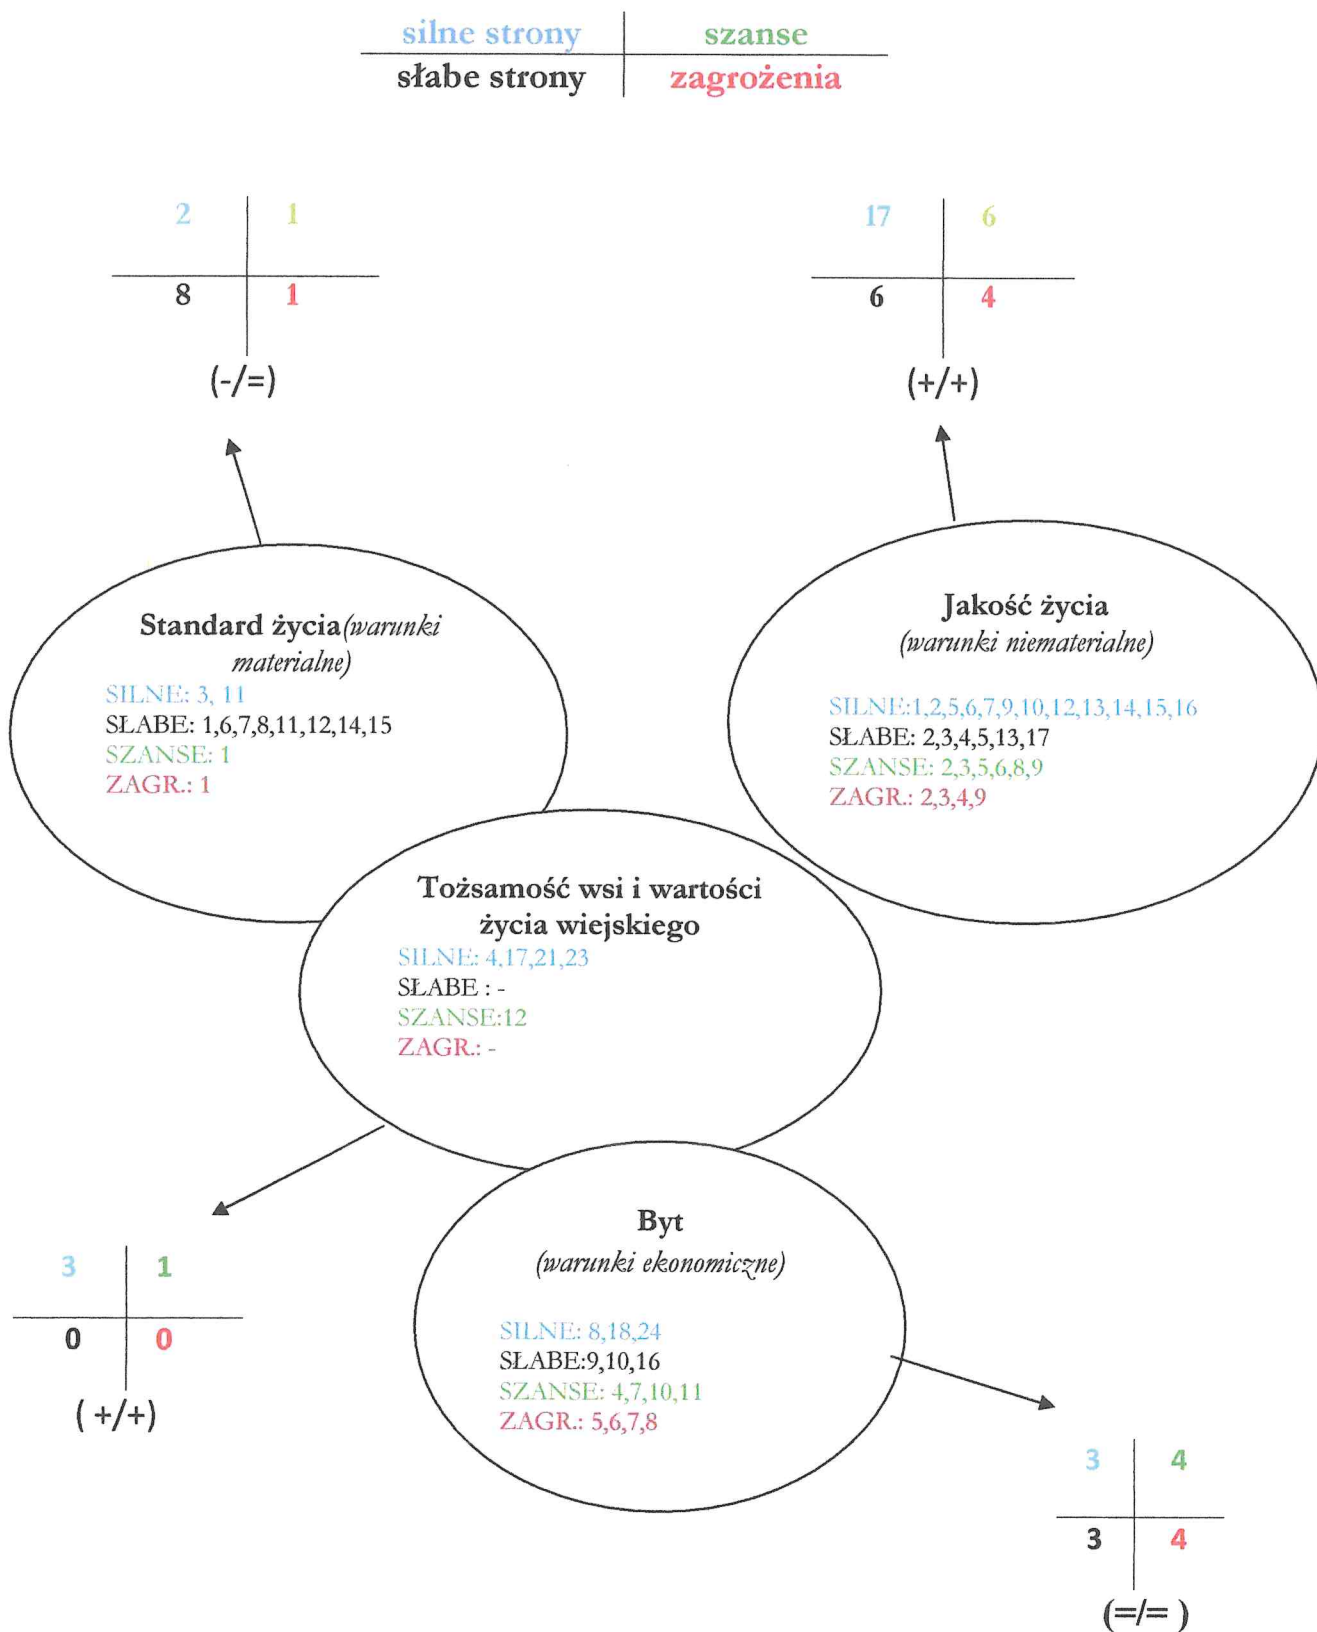 silne strony szanse
słabe strony zagrożenia
2 1
8 1
(-/=)
17 6
6 4
(+/+)
Standard życia(warunki
materialne)
SILNE: 3, 11
SŁABE: 1,6,7,8,11,12,14,15
SZANSE: 1
ZAGR.: 1
Jakość życia
(warunki niematerialne)
SILNE:1,2,5,6,7,9,10,12,13,14,15,16
SŁABE: 2,3,4,5,13,17
SZANSE: 2,3,5,6,8,9
ZAGR.: 2,3,4,9
Tożsamość wsi i wartości
życia wiejskiego
SILNE: 4,17,21,23
SŁABE : -
SZANSE:12
ZAGR.: -
3 1
0 0
( +/+)
Byt
(warunki ekonomiczne)
SILNE: 8,18,24
SŁABE:9,10,16
SZANSE: 4,7,10,11
ZAGR.: 5,6,7,8
3 4
3 4
(=/= )